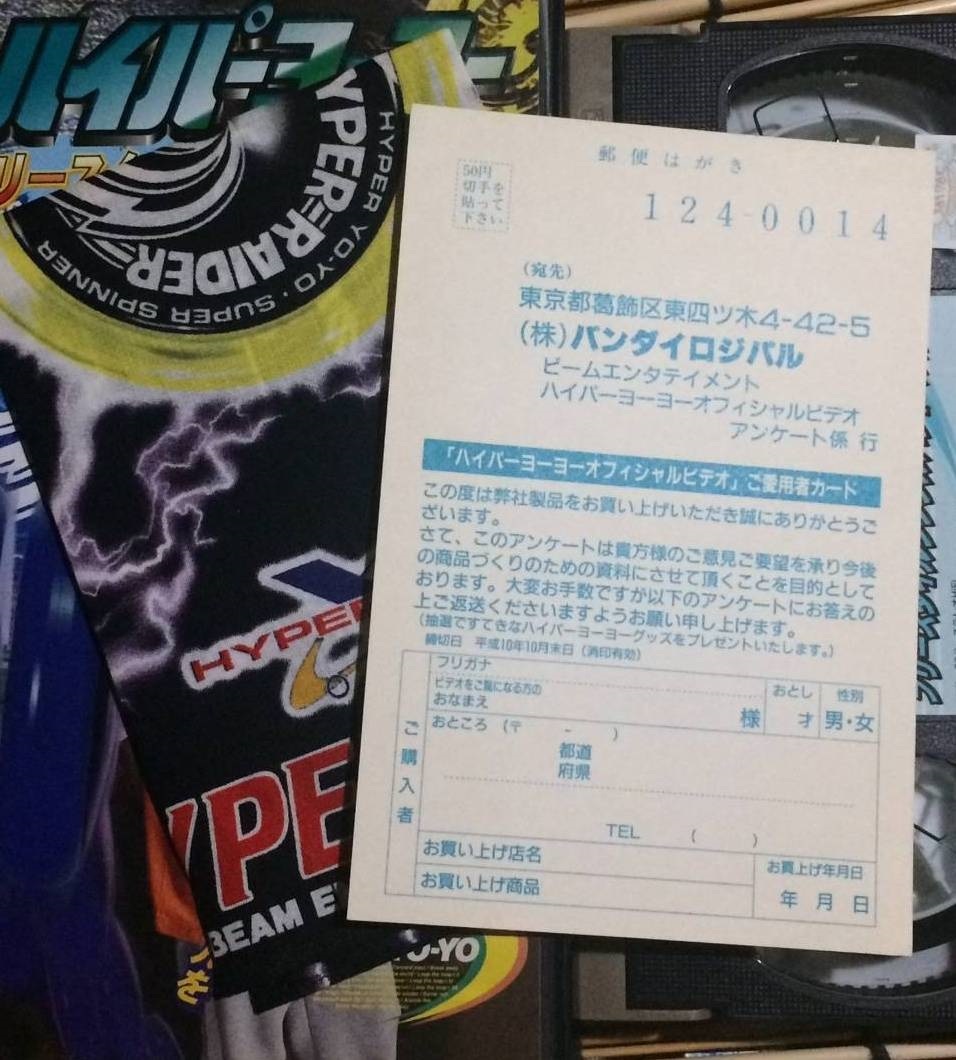 ハイパーヨーヨー
HYPER YO-YO・SUPER SPINNER
HYPER=RAIDER
HYPE
YPE
BEAM E
郵便はがき
50円
切手を
貼って
下さい
124-0014
(宛先)
東京都葛飾区東四ツ木4-42-5
(株)バンダイロジパル
ビームエンタテイメント
ハイパーヨーヨーオフィシャルビデオ
アンケート係 行
「ハイパーヨーヨーオフィシャルビデオ」ご愛用者カード
この度は弊社製品をお買い上げいただき誠にありがとうご
ざいます。
さて、このアンケートは貴方様のご意見ご要望を承り今後
の商品づくりのための資料にさせて頂くことを目的として
おります。大変お手数ですが以下のアンケートにお答えの
上ご返送くださいますようお願い申し上げます。
(抽選ですてきなハイパーヨーヨーグッズをプレゼントいたします。)
締切日 平成10年10月末日(消印有効)
ご購入者
フリガナ
ビデオをご覧になる方の
おなまえ
様
おとし
才
性別
男・女
おところ (〒 - )
都道
府県
TEL ( )
お買い上げ店名
お買い上げ商品
お買上げ年月日
年 月 日
YO-YO